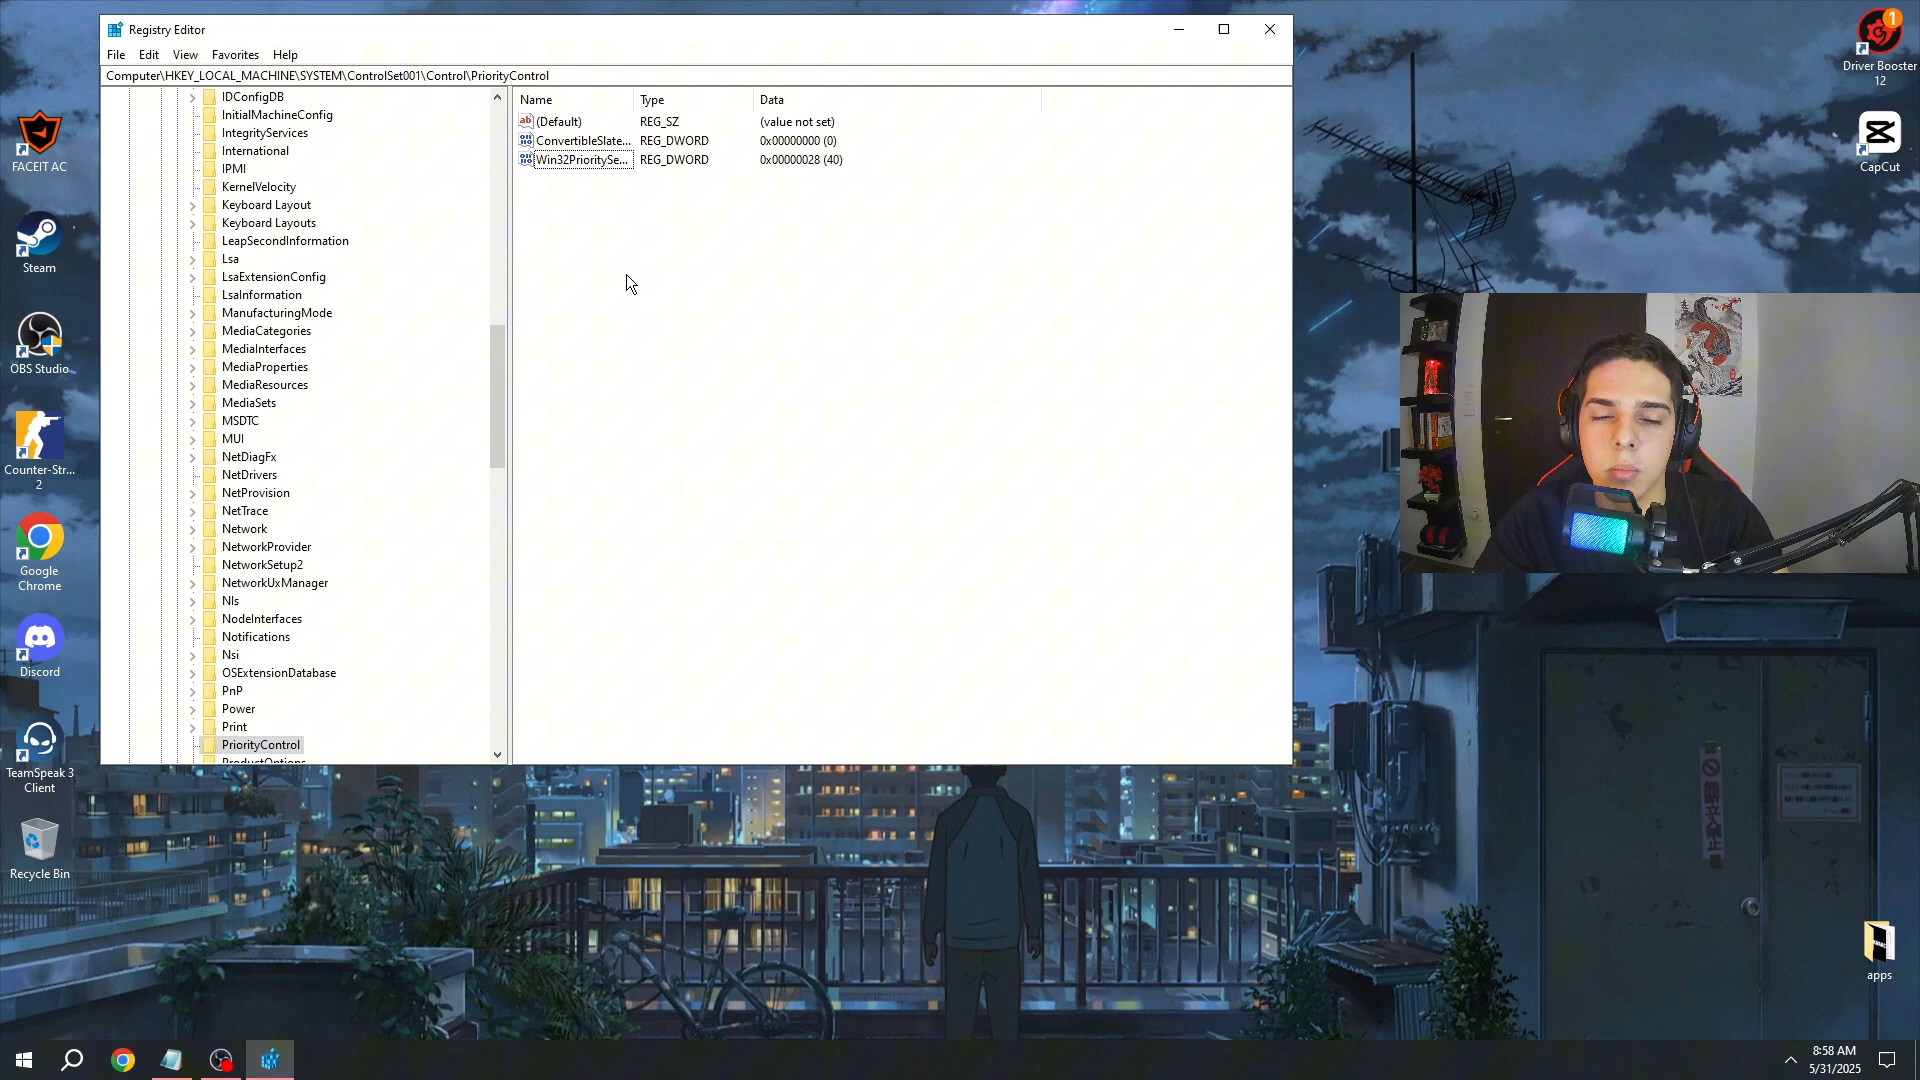 Registry Editor
File Edit View Favorites Help
Computer\HKEY_LOCAL_MACHINE\SYSTEM\ControlSet001\Control\PriorityControl
IDConfigDB
InitialMachineConfig
IntegrityServices
International
IPMI
KernelVelocity
Keyboard Layout
Keyboard Layouts
LeapSecondInformation
Lsa
LsaExtensionConfig
LsaInformation
ManufacturingMode
MediaCategories
MediaInterfaces
MediaProperties
MediaResources
MediaSets
MSDTC
MUI
NetDiagFx
NetDrivers
NetProvision
NetTrace
Network
NetworkProvider
NetworkSetup2
NetworkUxManager
Nls
NodeInterfaces
Notifications
Nsi
OSExtensionDatabase
PnP
Power
Print
PriorityControl
ProductOptions
Name Type Data
ab (Default) REG_SZ (value not set)
ConvertibleSlate... REG_DWORD 0x00000000 (0)
Win32PrioritySe... REG_DWORD 0x00000028 (40)
FACEIT AC
Steam
OBS Studio
Counter-Str...
2
Google
Chrome
Discord
TeamSpeak 3
Client
Recycle Bin
1
Driver Booster
12
CapCut
apps
8:58 AM
5/31/2025